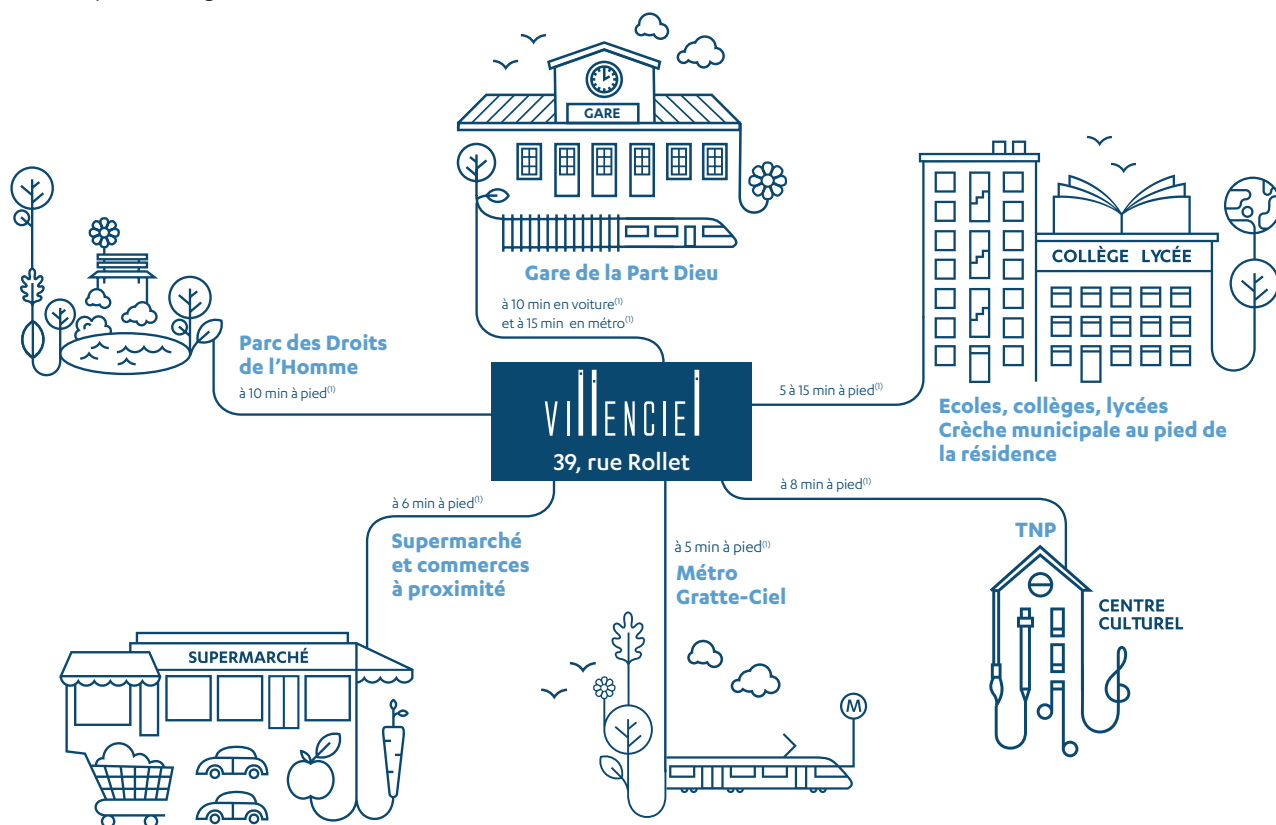 GARE
Gare de la Part Dieu
à 10 min en voiture(1)
et à 15 min en métro(1)
COLLÈGE LYCÉE
Parc des Droits
de l'Homme
à 10 min à pied(1)
VILLENCIEL
39, rue Rollet
5 à 15 min à pied(1)
Ecoles, collèges, lycées
Crèche municipale au pied de
la résidence
à 6 min à pied(1)
Supermarché
et commerces
à proximité
SUPERMARCHÉ
à 5 min à pied(1)
Métro
Gratte-Ciel
M
à 8 min à pied(1)
TNP
CENTRE
CULTUREL